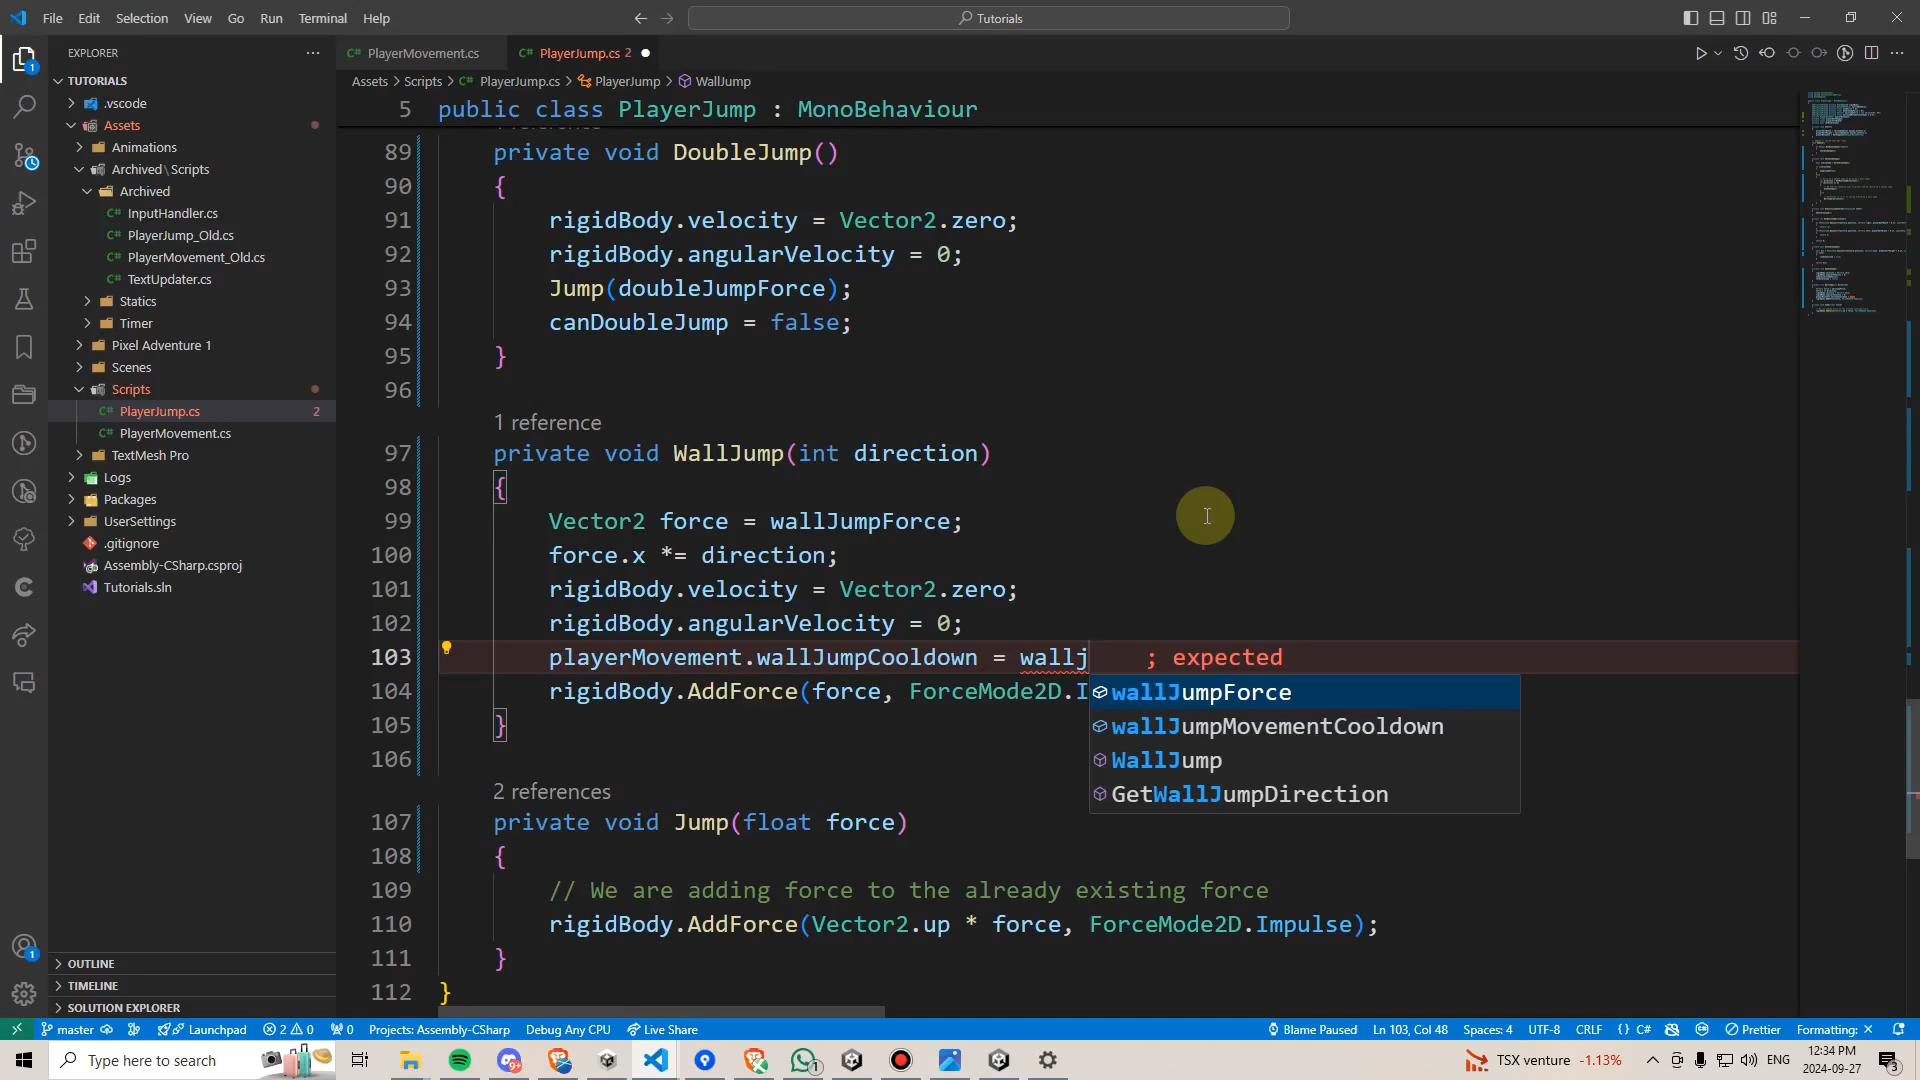 File Edit Selection View Go Run Terminal Help
Tutorials
EXPLORER
PlayerMovement.cs
PlayerJump.cs 2
TUTORIALS
Assets > Scripts > PlayerJump.cs > PlayerJump > WallJump
.vscode
Assets
Animations
Archived\Scripts
Archived
InputHandler.cs
PlayerJump_Old.cs
PlayerMovement_Old.cs
TextUpdater.cs
Statics
Timer
Pixel Adventure 1
Scenes
Scripts
PlayerJump.cs 2
PlayerMovement.cs
TextMesh Pro
Logs
Packages
UserSettings
.gitignore
Assembly-CSharp.csproj
Tutorials.sln
OUTLINE
TIMELINE
SOLUTION EXPLORER
5 public class PlayerJump : MonoBehaviour
89 private void DoubleJump()
90 {
91 rigidBody.velocity = Vector2.zero;
92 rigidBody.angularVelocity = 0;
93 Jump(doubleJumpForce);
94 canDoubleJump = false;
95 }
96
1 reference
97 private void WallJump(int direction)
98 {
99 Vector2 force = wallJumpForce;
100 force.x *= direction;
101 rigidBody.velocity = Vector2.zero;
102 rigidBody.angularVelocity = 0;
103 playerMovement.wallJumpCooldown = wallj ; expected
104 rigidBody.AddForce(force, ForceMode2D.I
wallJumpForce
wallJumpMovementCooldown
WallJump
GetWallJumpDirection
105 }
106
2 references
107 private void Jump(float force)
108 {
109 // We are adding force to the already existing force
110 rigidBody.AddForce(Vector2.up * force, ForceMode2D.Impulse);
111 }
112 }
master Launchpad 2 0 0 Projects: Assembly-CSharp Debug Any CPU Live Share Blame Paused Ln 103, Col 48 Spaces: 4 UTF-8 CRLF {} C# Prettier Formatting: ×
Type here to search
TSX venture -1.13% ENG 12:34 PM
2024-09-27